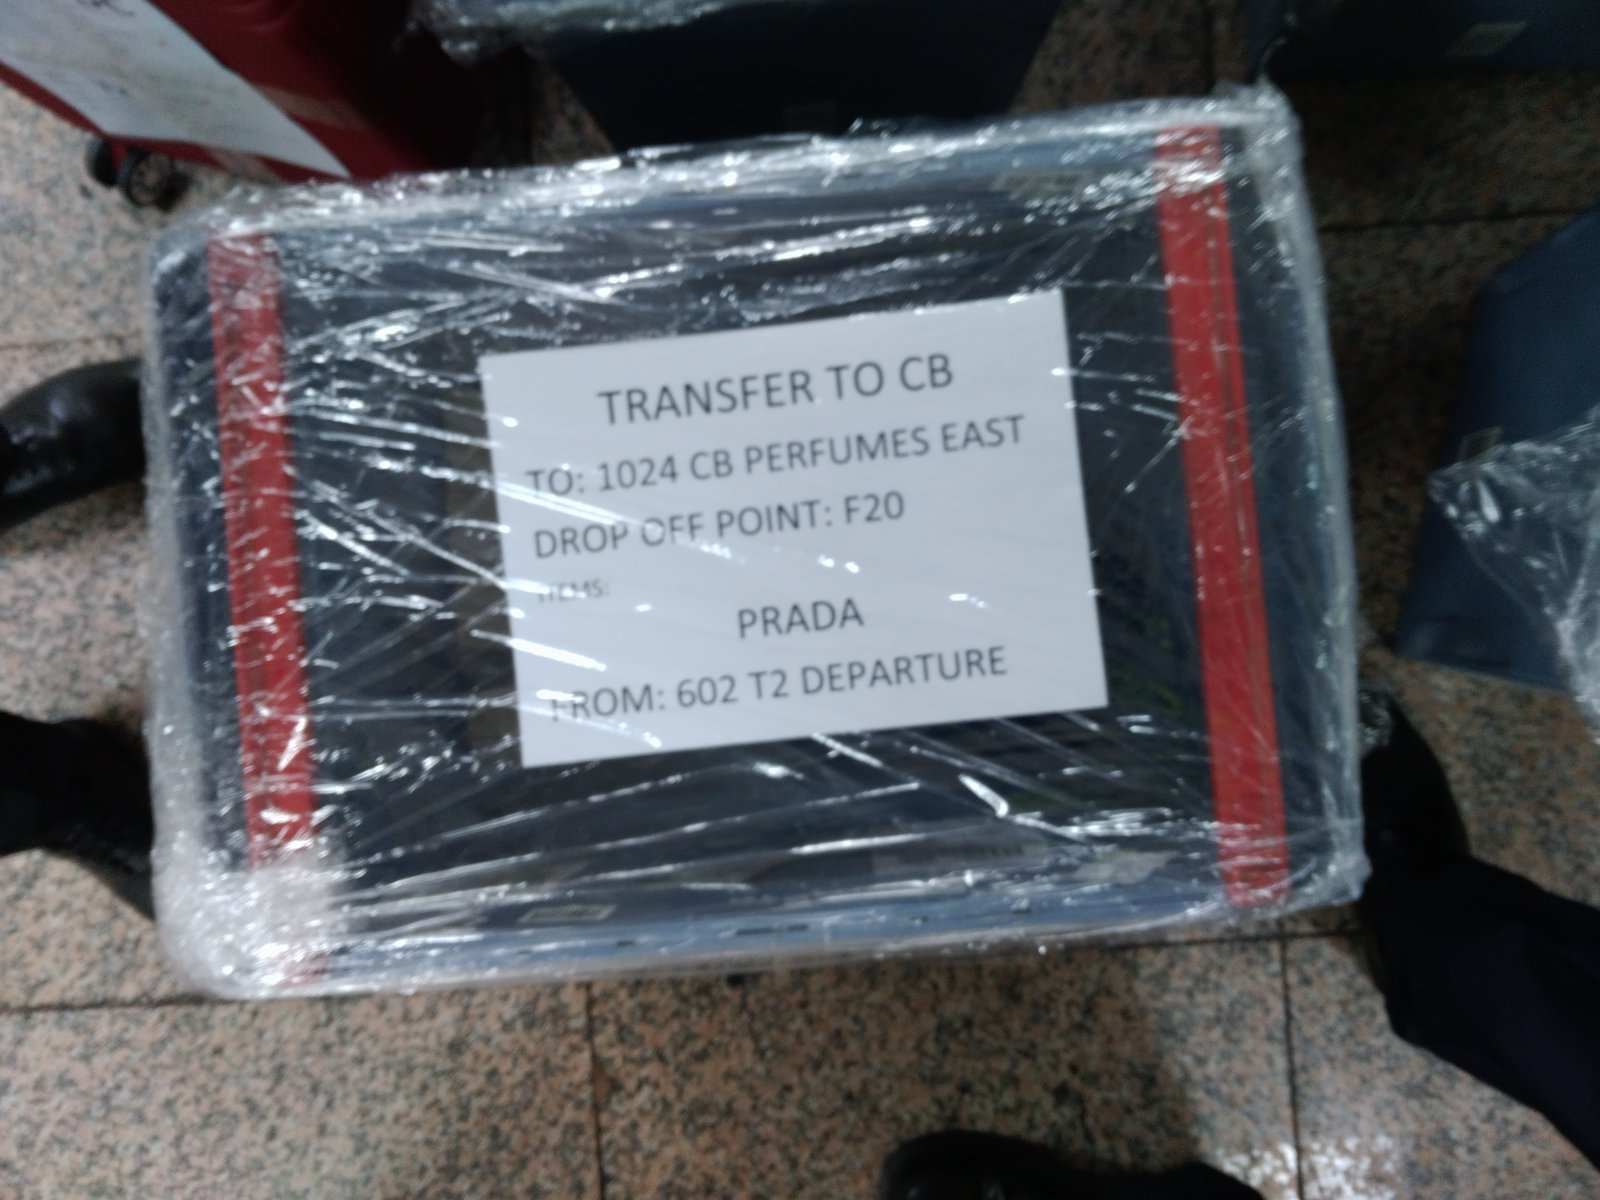 TRANSFER TO CB
TO: 1024 CB PERFUMES EAST
DROP OFF POINT: F20
ITEMS:
PRADA
FROM: 602 T2 DEPARTURE